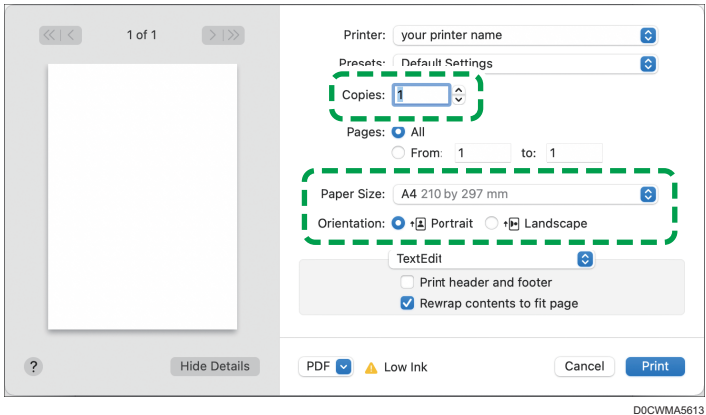 1 of 1
Printer: your printer name
Presets: Default Settings
Copies: 1
Pages: All
From: 1 to: 1
Paper Size: A4 210 by 297 mm
Orientation: Portrait Landscape
TextEdit
Print header and footer
Rewrap contents to fit page
? Hide Details PDF Low Ink Cancel Print
D0CWMA5613